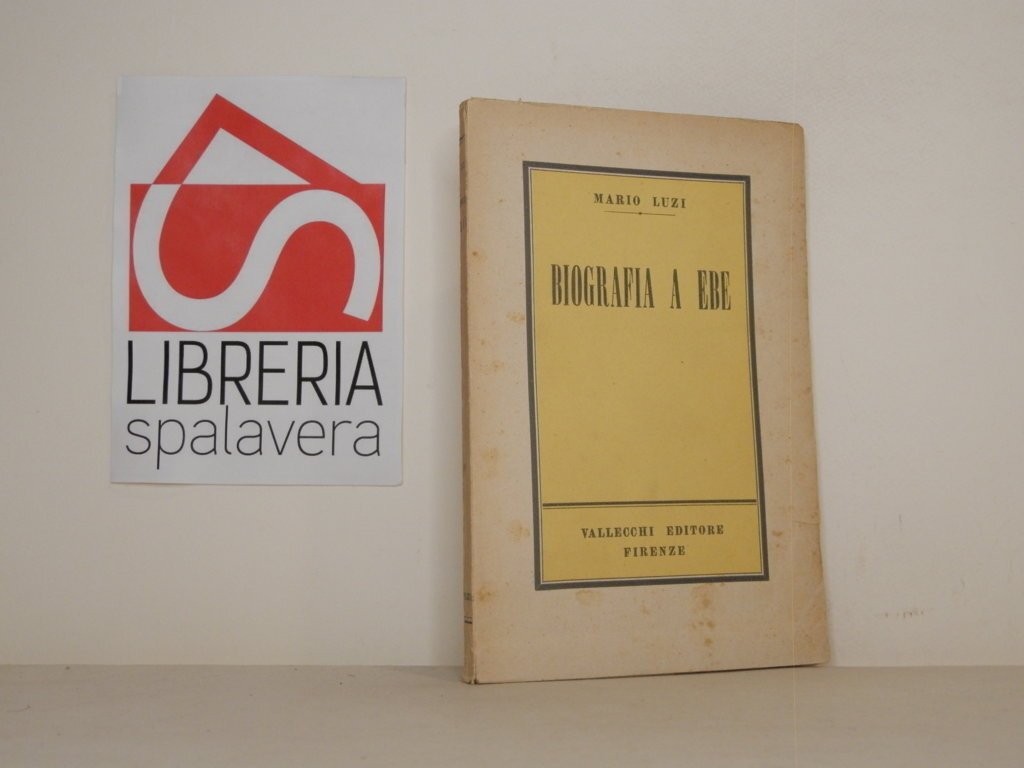 LIBRERIA
spalavera
MARIO LUZI
BIOGRAFIA A EBE
VALLECCHI EDITORE
FIRENZE